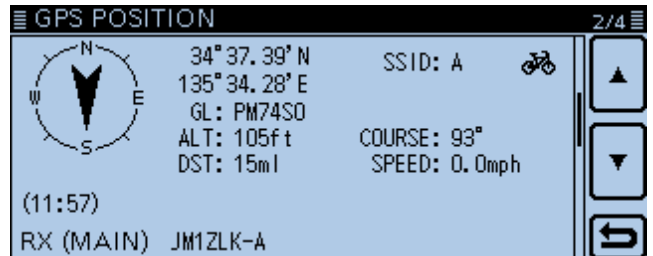 GPS POSITION 2/4
N
W E
S
34°37.39'N
135°34.28'E
GL: PM74SO
ALT: 105ft
DST: 15ml
SSID: A
COURSE: 93°
SPEED: 0.0mph
(11:57)
RX (MAIN) JM1ZLK-A